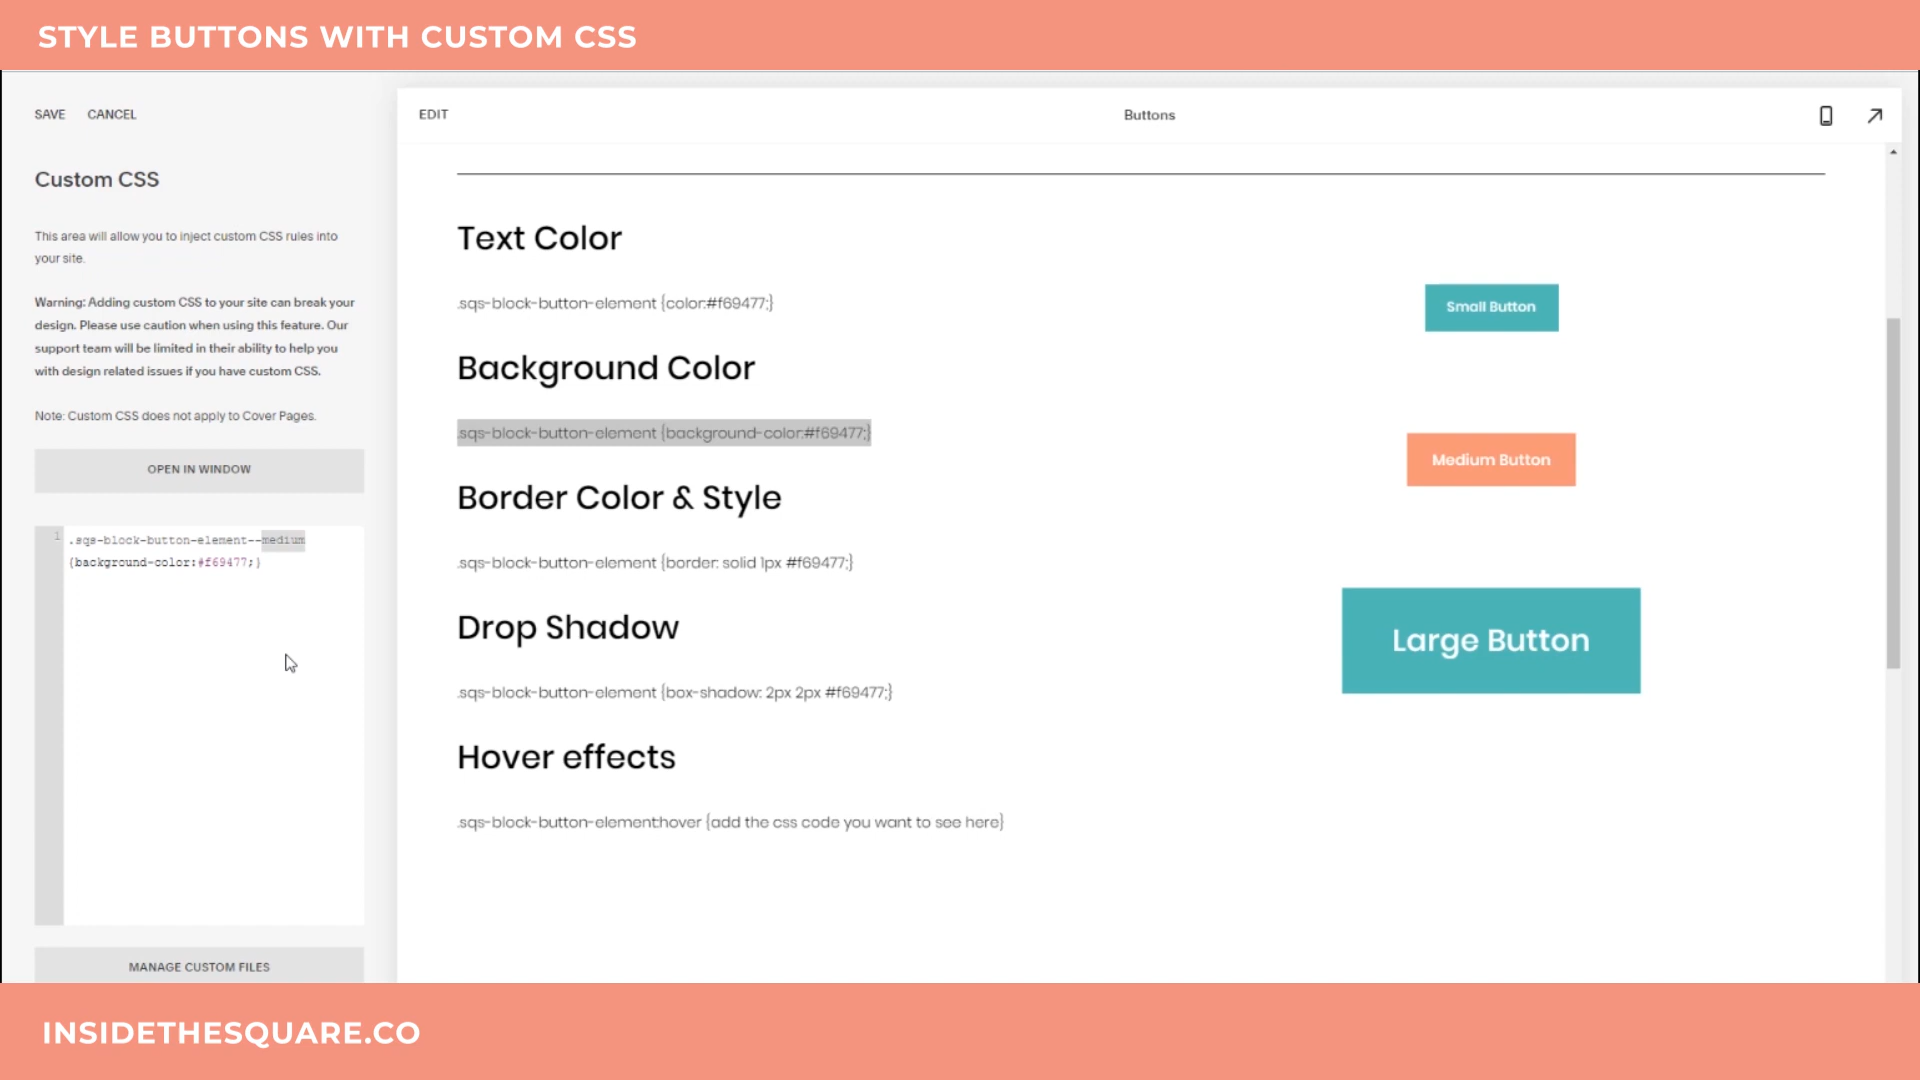 STYLE BUTTONS WITH CUSTOM CSS
SAVE CANCEL
Custom CSS
This area will allow you to inject custom CSS rules into
your site.
Warning: Adding custom CSS to your site can break your
design. Please use caution when using this feature. Our
support team will be limited in their ability to help you
with design related issues if you have custom CSS.
Note: Custom CSS does not apply to Cover Pages.
OPEN IN WINDOW
1 .sqs-block-button-element--medium
{background-color:#f69477;}
MANAGE CUSTOM FILES
EDIT
Buttons
Text Color
.sqs-block-button-element {color:#f69477;}
Background Color
.sqs-block-button-element {background-color:#f69477;}
Border Color & Style
.sqs-block-button-element {border: solid 1px #f69477;}
Drop Shadow
.sqs-block-button-element {box-shadow: 2px 2px #f69477;}
Hover effects
.sqs-block-button-element:hover {add the css code you want to see here}
Small Button
Medium Button
Large Button
INSIDETHESQUARE.CO